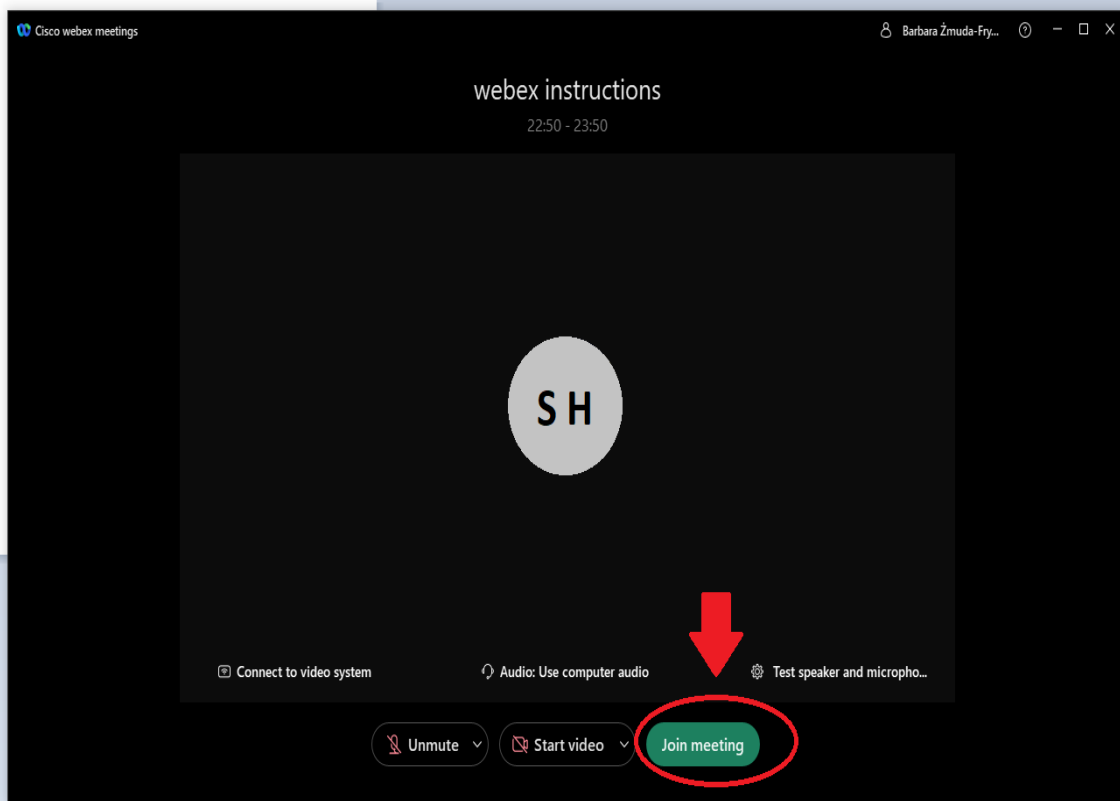 Cisco webex meetings
Barbara Żmuda-Fry...
webex instructions
22:50 - 23:50
S H
Connect to video system
Audio: Use computer audio
Test speaker and micropho...
Unmute
Start video
Join meeting